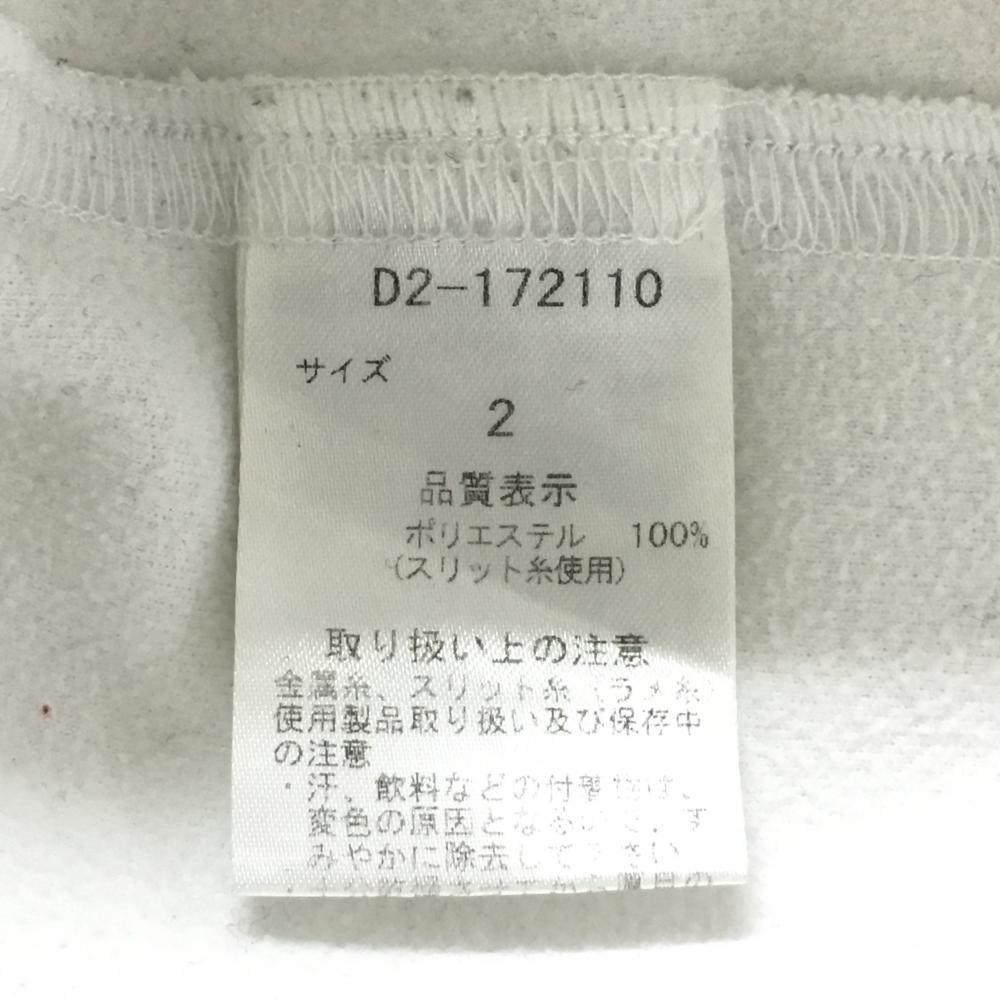 D2-172110
サイズ
2
品質表示
ポリエステル 100%
(スリット糸使用)
取り扱い上の注意
金属糸、スリット糸(ラメ糸)
使用製品取り扱い及び保存中
の注意
・汗、飲料などの付着物は、
変色の原因となるので、す
みやかに除去して下さい